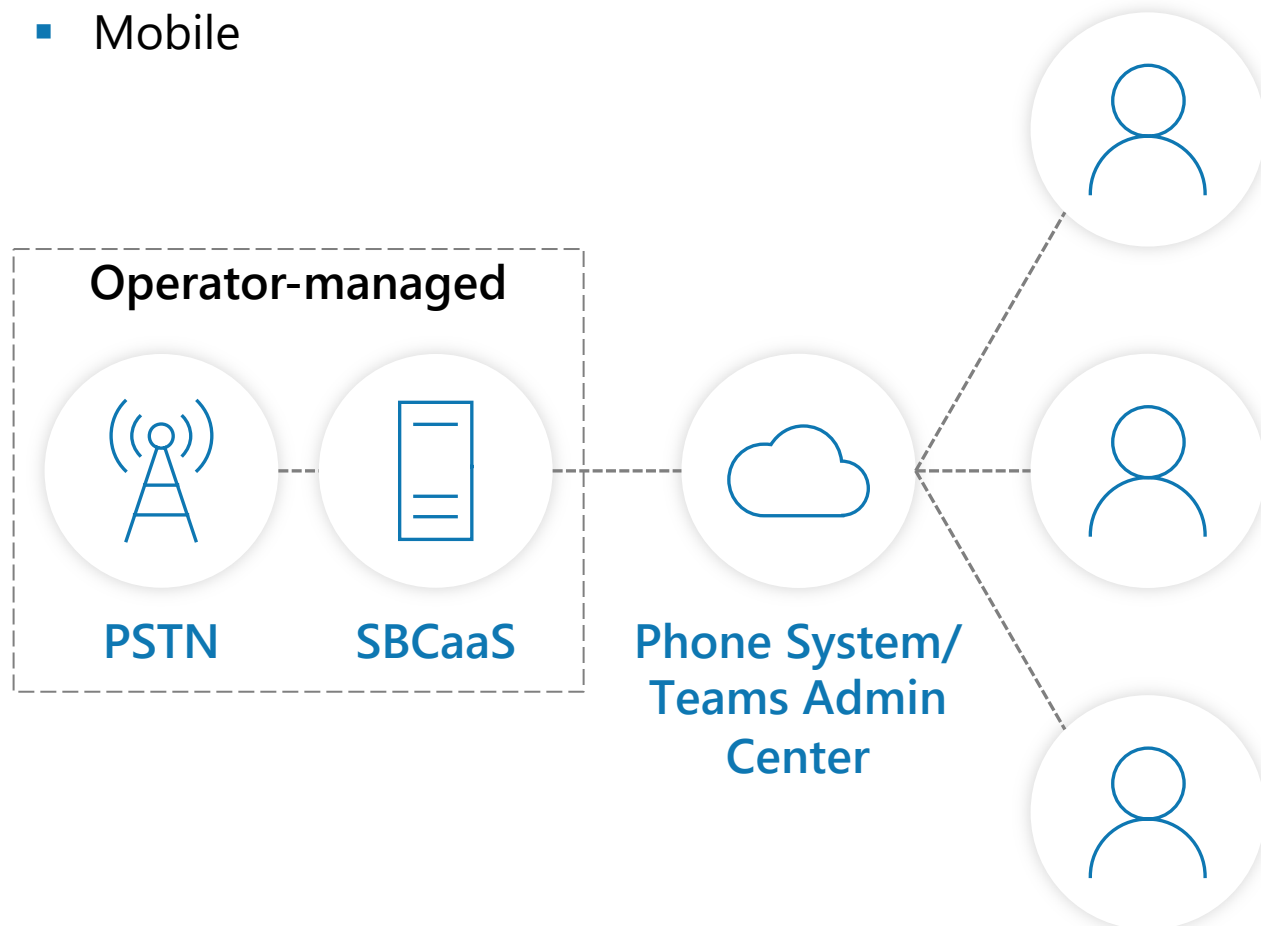 ▪ Mobile
Operator-managed
PSTN
SBCaaS
Phone System/
Teams Admin
Center